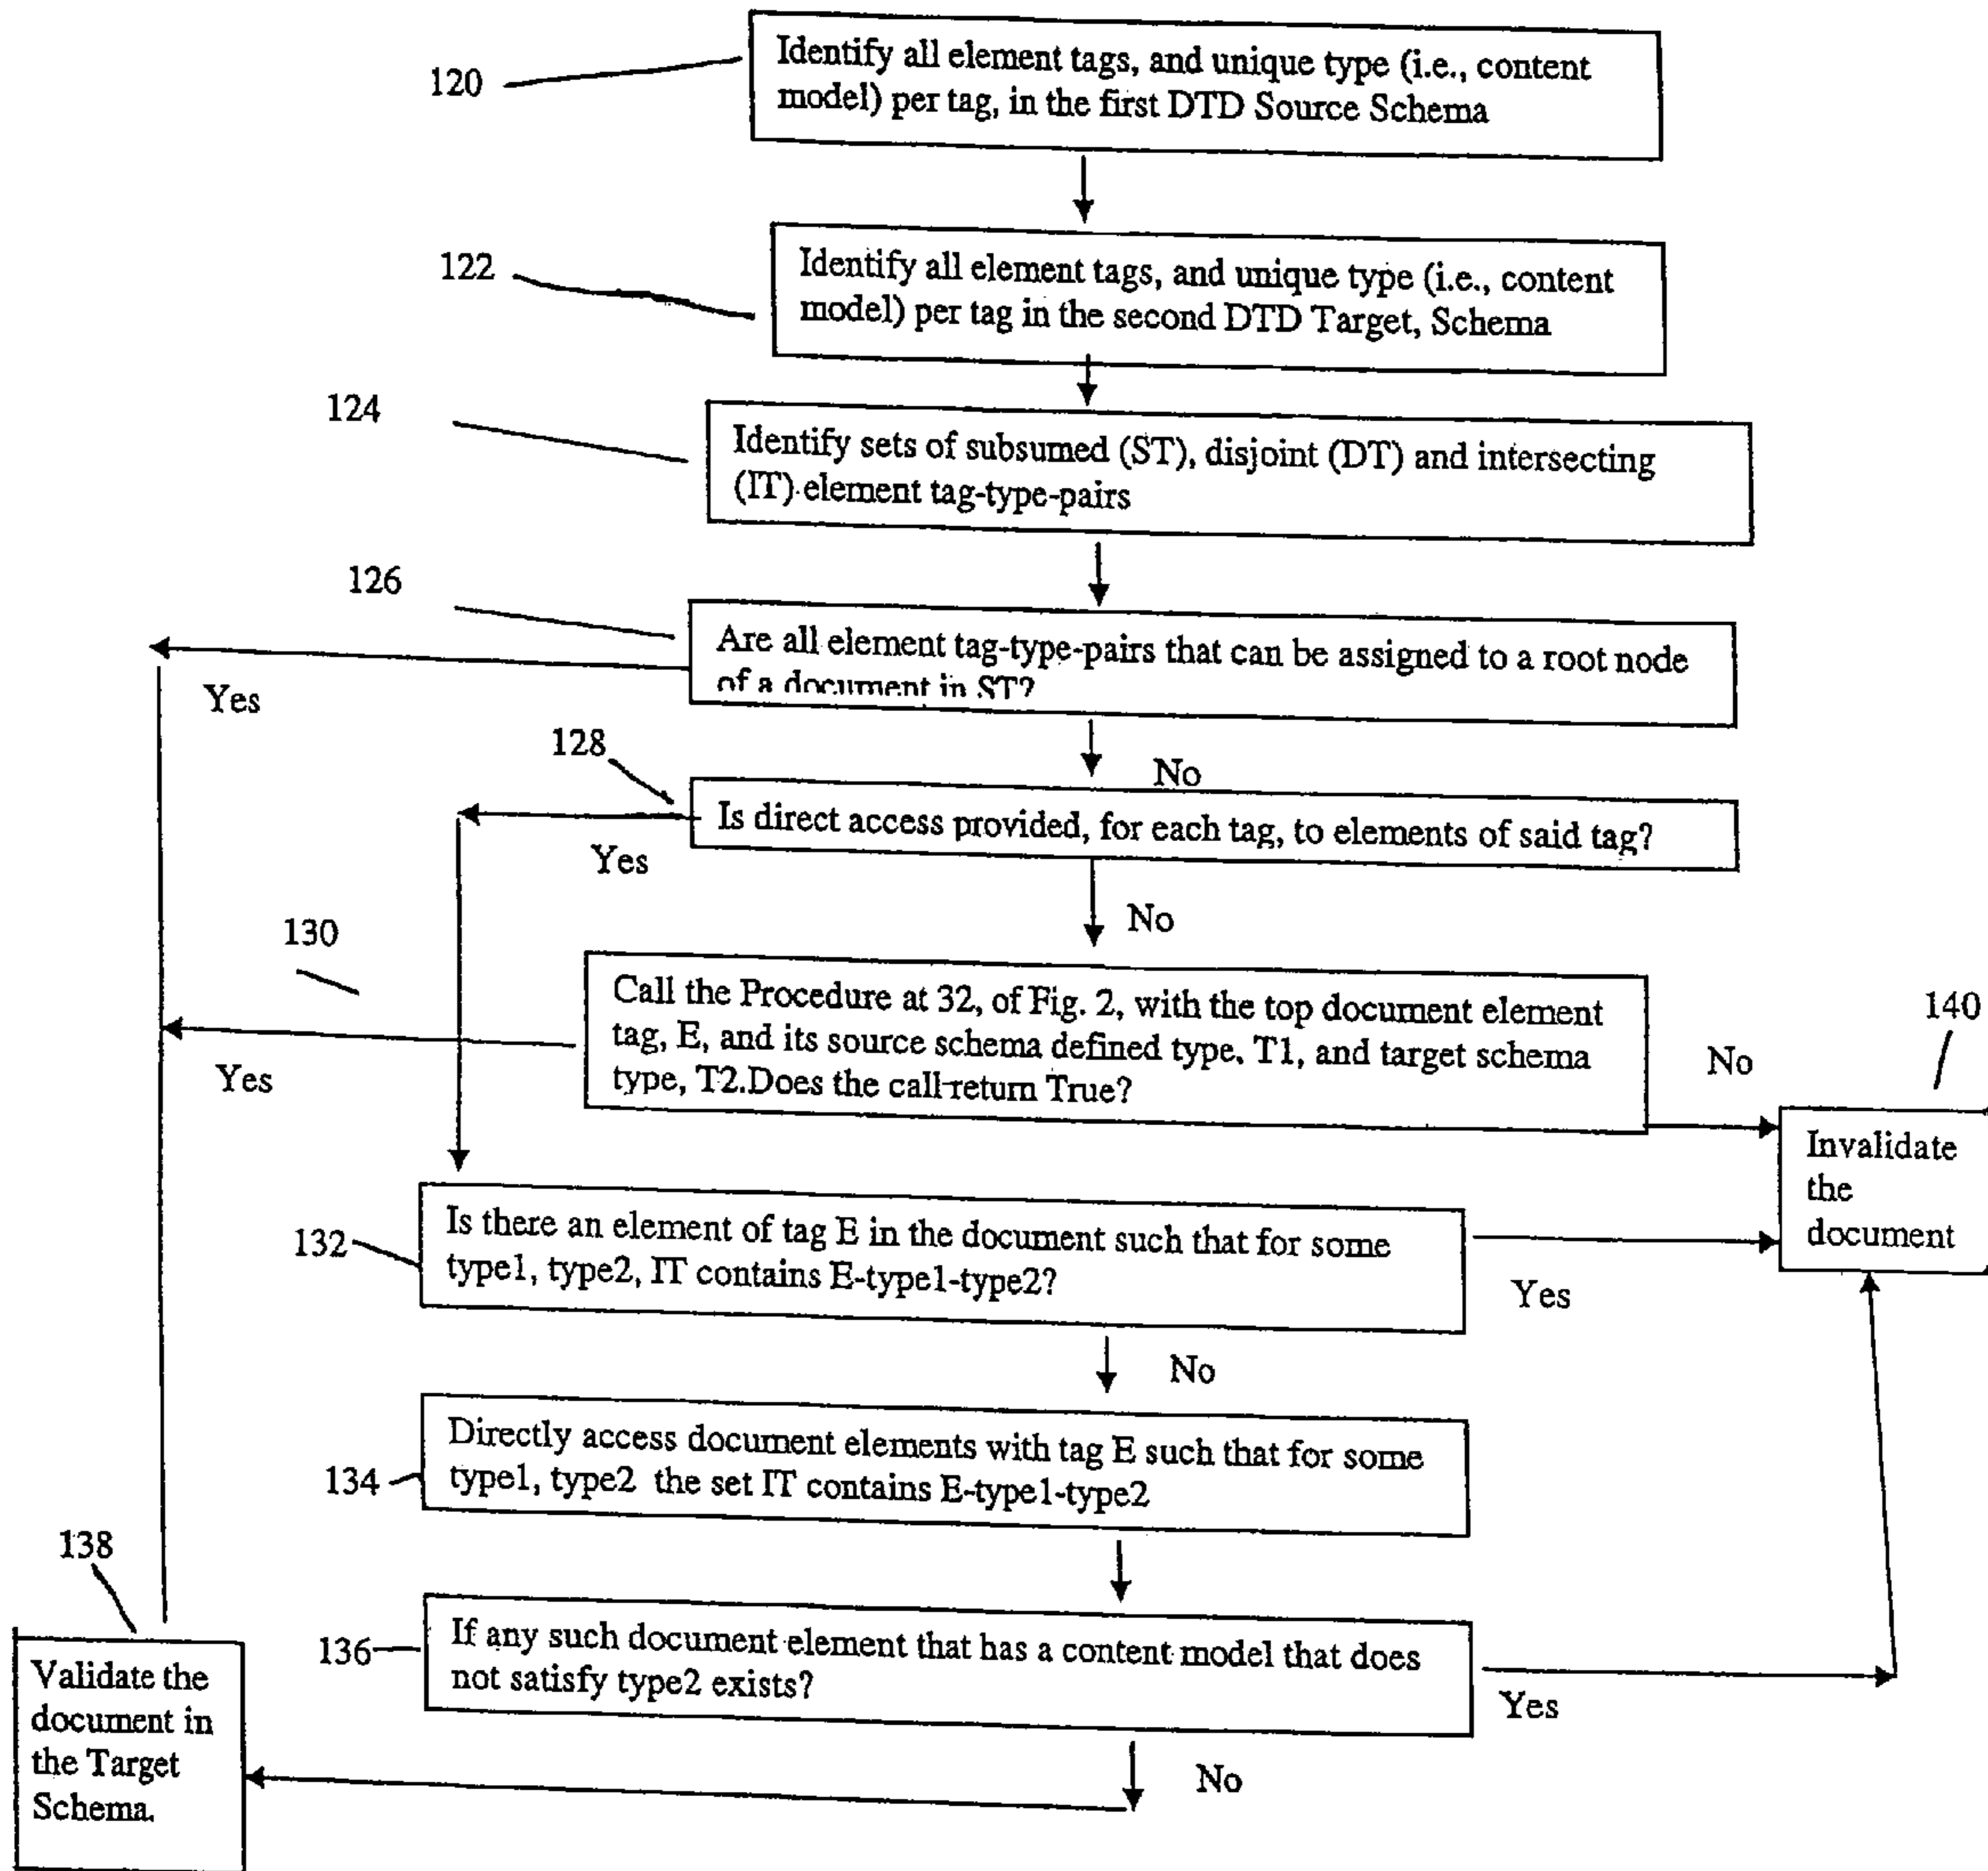 120
Identify all element tags, and unique type (i.e., content
model) per tag, in the first DTD Source Schema
122
Identify all element tags, and unique type (i.e., content
model) per tag in the second DTD Target, Schema
124
Identify sets of subsumed (ST), disjoint (DT) and intersecting
(IT) element tag-type-pairs
126
Are all element tag-type-pairs that can be assigned to a root node
of a document in ST?
Yes
No
128
Is direct access provided, for each tag, to elements of said tag?
Yes
No
130
Call the Procedure at 32, of Fig. 2, with the top document element
tag, E, and its source schema defined type, T1, and target schema
type, T2.Does the call return True?
Yes
No
140
Invalidate
the
document
132
Is there an element of tag E in the document such that for some
type1, type2, IT contains E-type1-type2?
Yes
No
134
Directly access document elements with tag E such that for some
type1, type2 the set IT contains E-type1-type2
136
If any such document element that has a content model that does
not satisfy type2 exists?
Yes
No
138
Validate the
document in
the Target
Schema.